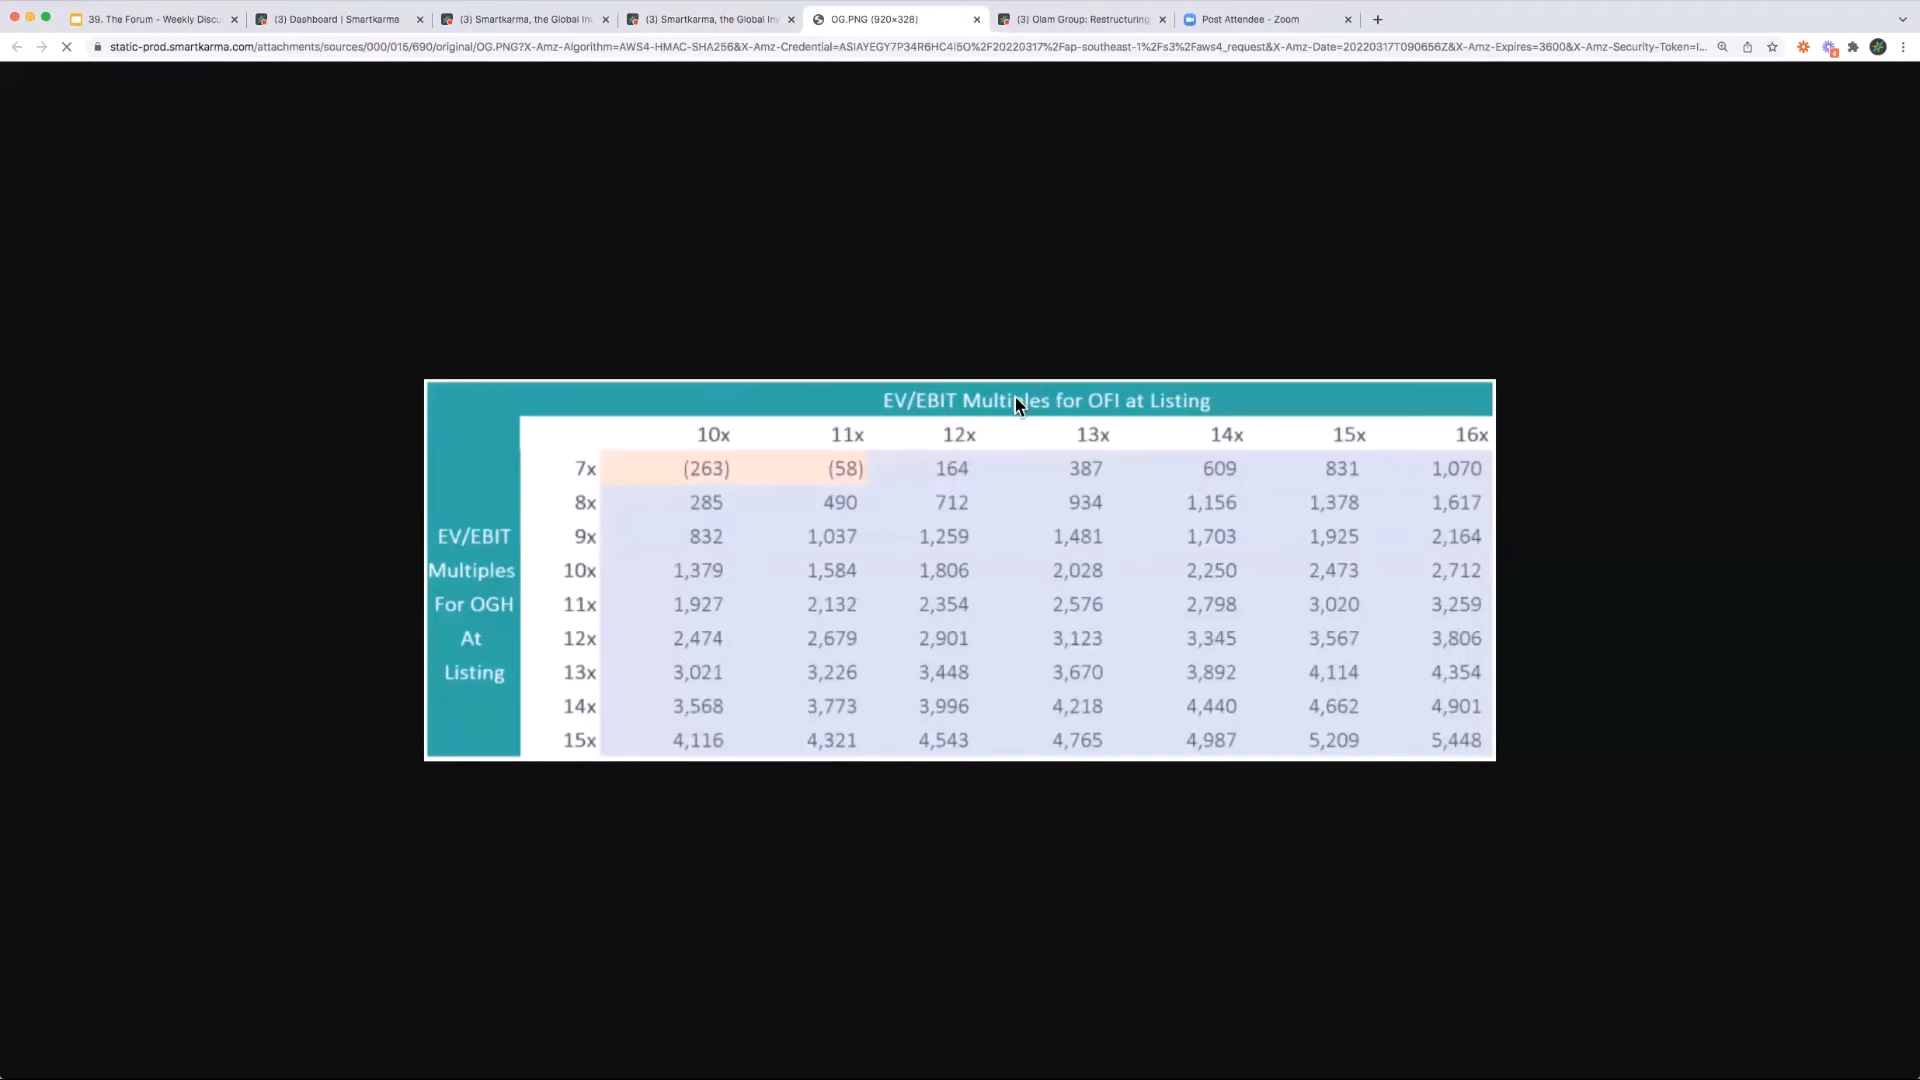 39. The Forum - Weekly Discu
(3) Dashboard | Smartkarma
(3) Smartkarma, the Global In
(3) Smartkarma, the Global Inv
OG.PNG (920×328)
(3) Olam Group: Restructuring
Post Attendee - Zoom
static-prod.smartkarma.com/attachments/sources/000/015/690/original/OG.PNG?X-Amz-Algorithm=AWS4-HMAC-SHA256&X-Amz-Credential=ASIAYEGY7P34R6HC4I5O%2F20220317%2Fap-southeast-1%2Fs3%2Faws4_request&X-Amz-Date=20220317T090656Z&X-Amz-Expires=3600&X-Amz-Security-Token=I...
EV/EBIT Multiples for OFI at Listing
10x 11x 12x 13x 14x 15x 16x
7x (263) (58) 164 387 609 831 1,070
8x 285 490 712 934 1,156 1,378 1,617
EV/EBIT 9x 832 1,037 1,259 1,481 1,703 1,925 2,164
Multiples 10x 1,379 1,584 1,806 2,028 2,250 2,473 2,712
For OGH 11x 1,927 2,132 2,354 2,576 2,798 3,020 3,259
At 12x 2,474 2,679 2,901 3,123 3,345 3,567 3,806
Listing 13x 3,021 3,226 3,448 3,670 3,892 4,114 4,354
14x 3,568 3,773 3,996 4,218 4,440 4,662 4,901
15x 4,116 4,321 4,543 4,765 4,987 5,209 5,448